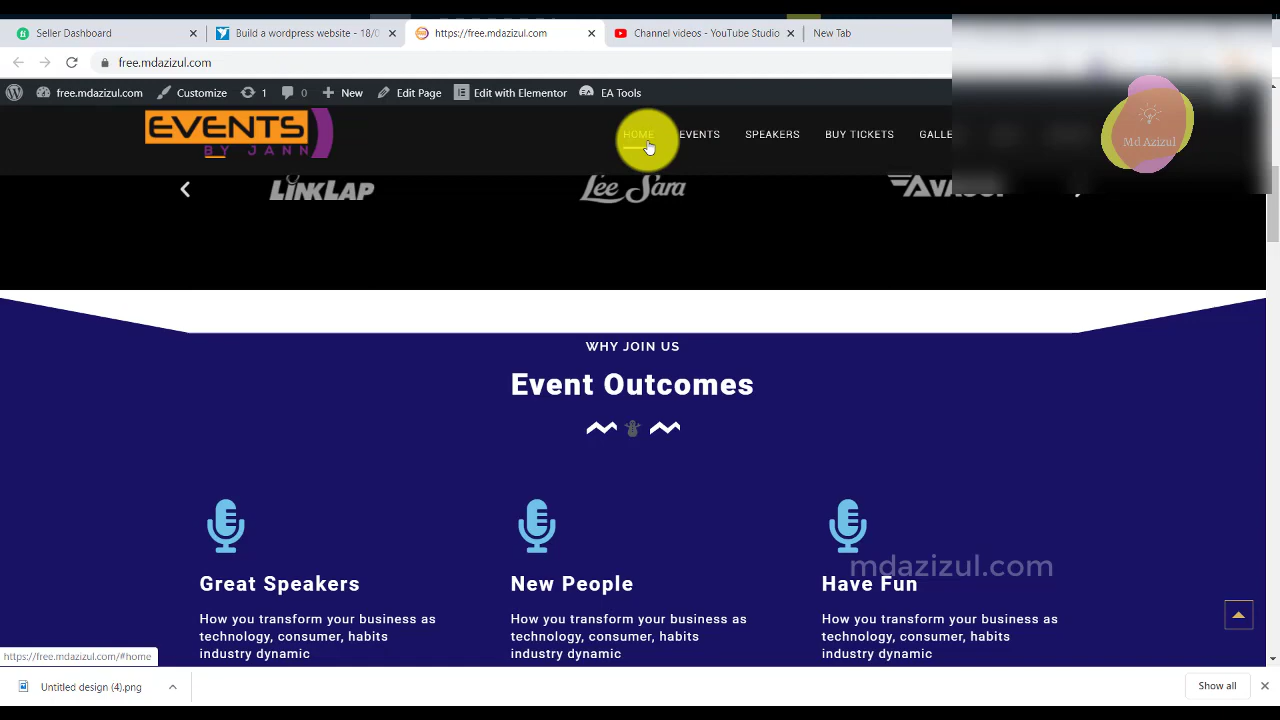 Seller Dashboard
Build a wordpress website - 18/0
https://free.mdazizul.com
Channel videos - YouTube Studio
New Tab
free.mdazizul.com
free.mdazizul.com
Customize
1
0
New
Edit Page
Edit with Elementor
EA Tools
EVENTS
BY JANN
HOME
EVENTS
SPEAKERS
BUY TICKETS
GALLE
Md Azizul
LINKLAP
Lee Sara
WHY JOIN US
Event Outcomes
Great Speakers
New People
Have Fun
mdazizul.com
How you transform your business as
technology, consumer, habits
industry dynamic
How you transform your business as
technology, consumer, habits
industry dynamic
How you transform your business as
technology, consumer, habits
industry dynamic
https://free.mdazizul.com/#home
Untitled design (4).png
Show all